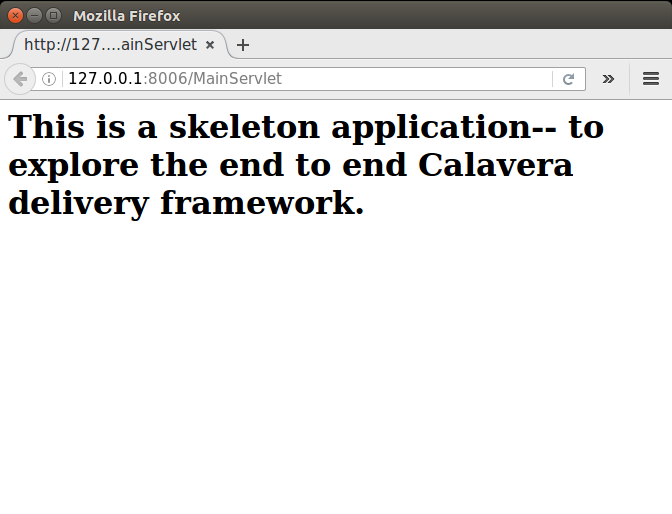 Mozilla Firefox
http://127.…ainServlet
127.0.0.1:8006/MainServlet
This is a skeleton application-- to
explore the end to end Calavera
delivery framework.